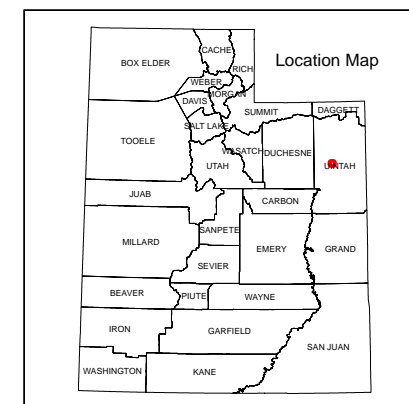 Location Map
BOX ELDER
CACHE
RICH
WEBER
MORGAN
DAVIS
SUMMIT
DAGGETT
SALT LAKE
TOOELE
WASATCH
DUCHESNE
UINTAH
UTAH
JUAB
CARBON
SANPETE
MILLARD
EMERY
GRAND
SEVIER
BEAVER
PIUTE
WAYNE
IRON
GARFIELD
SAN JUAN
WASHINGTON
KANE